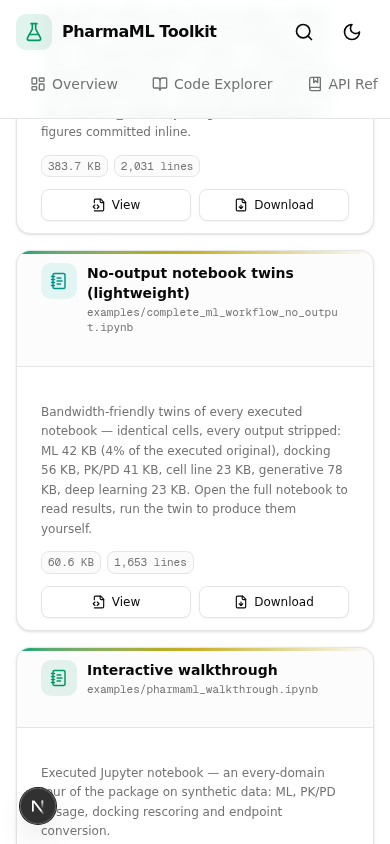 PharmaML Toolkit
Overview
Code Explorer
API Ref
figures committed inline.
383.7 KB
2,031 lines
View
Download
No-output notebook twins
(lightweight)
examples/complete_ml_workflow_no_outpu
t.ipynb
Bandwidth-friendly twins of every executed
notebook — identical cells, every output stripped:
ML 42 KB (4% of the executed original), docking
56 KB, PK/PD 41 KB, cell line 23 KB, generative 78
KB, deep learning 23 KB. Open the full notebook to
read results, run the twin to produce them
yourself.
60.6 KB
1,653 lines
View
Download
Interactive walkthrough
examples/pharmaml_walkthrough.ipynb
Executed Jupyter notebook — an every-domain
tour of the package on synthetic data: ML, PK/PD
docking rescoring and endpoint
conversion.
N